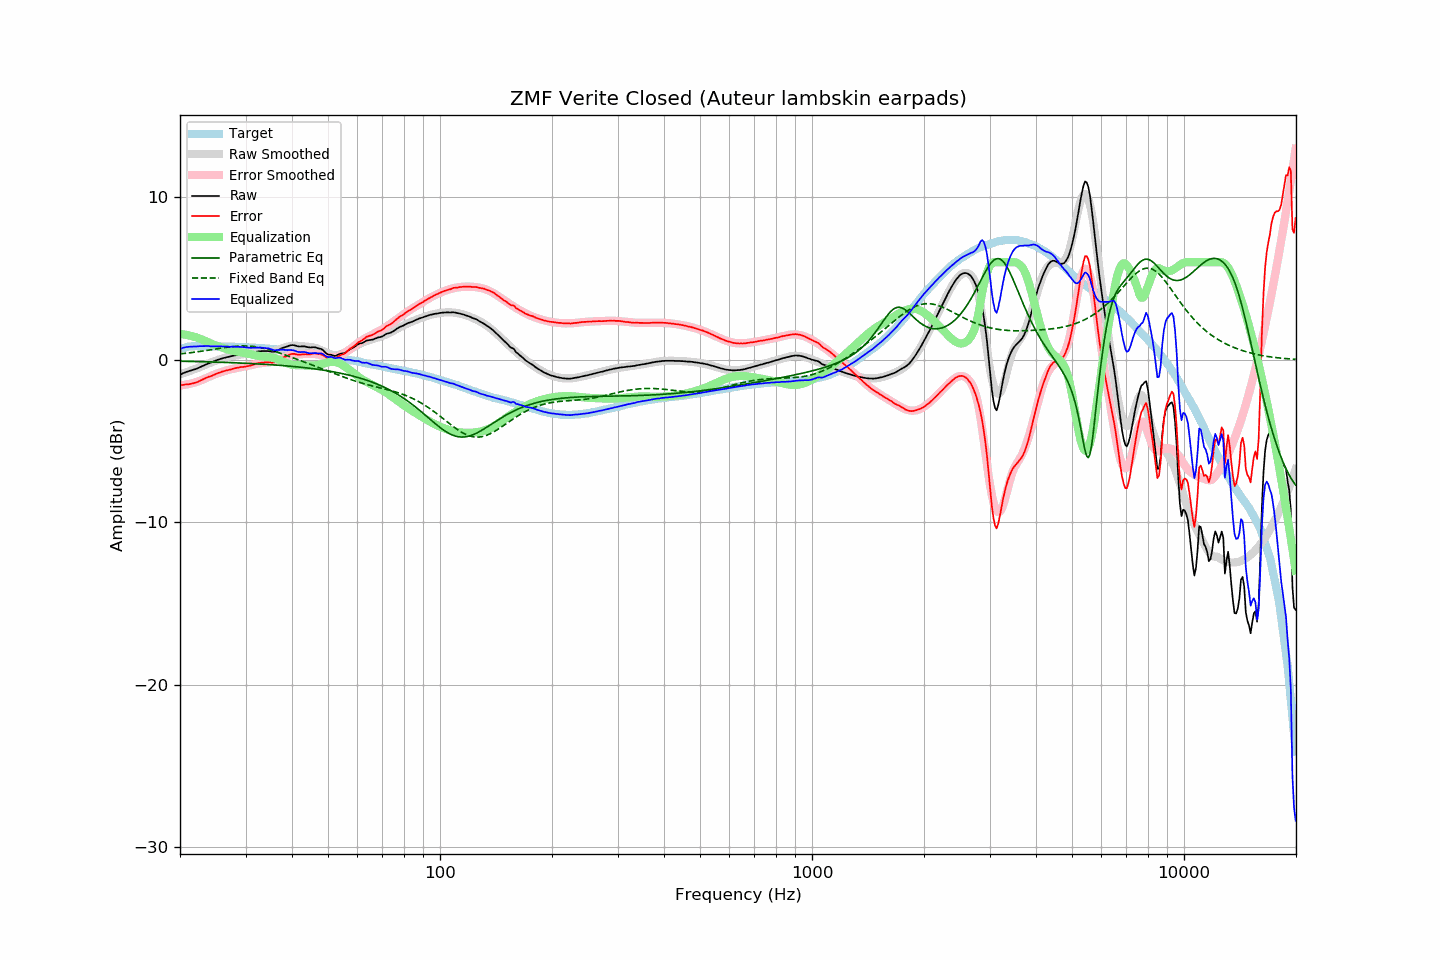 ZMF Verite Closed (Auteur lambskin earpads)
Target
Raw Smoothed
Error Smoothed
Raw
Error
Equalization
Parametric Eq
Fixed Band Eq
Equalized
10
0
−10
−20
−30
Amplitude (dBr)
100
1000
10000
Frequency (Hz)